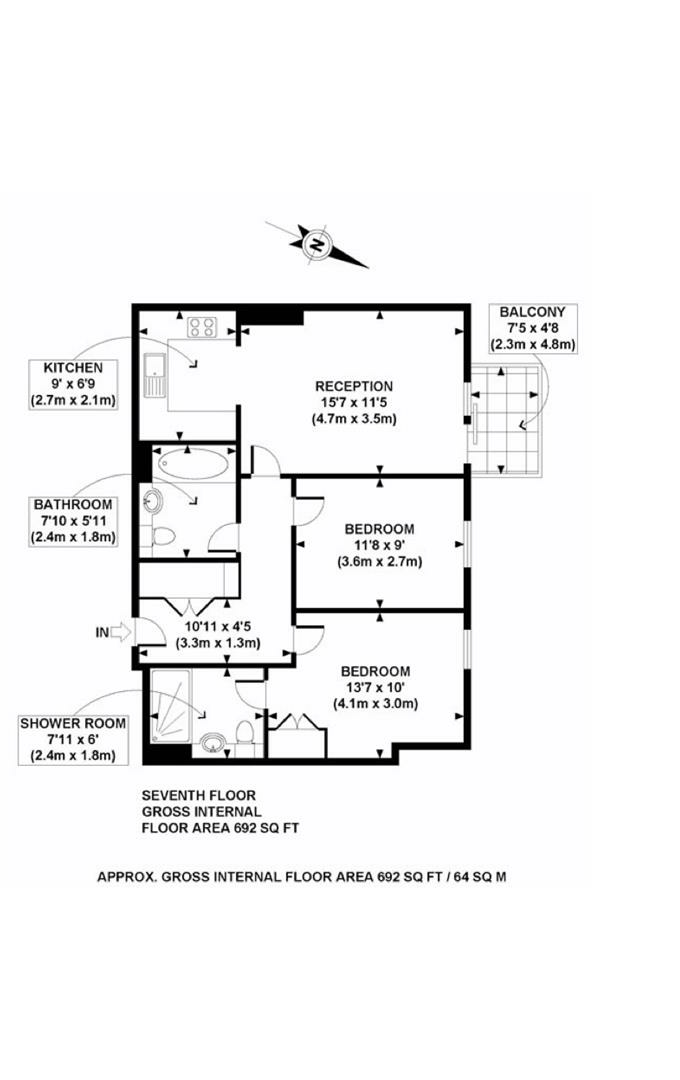 N
BALCONY
7'5 x 4'8
(2.3m x 4.8m)
KITCHEN
9' x 6'9
(2.7m x 2.1m)
RECEPTION
15'7 x 11'5
(4.7m x 3.5m)
BATHROOM
7'10 x 5'11
(2.4m x 1.8m)
BEDROOM
11'8 x 9'
(3.6m x 2.7m)
IN
10'11 x 4'5
(3.3m x 1.3m)
BEDROOM
13'7 x 10'
(4.1m x 3.0m)
SHOWER ROOM
7'11 x 6'
(2.4m x 1.8m)
SEVENTH FLOOR
GROSS INTERNAL
FLOOR AREA 692 SQ FT
APPROX. GROSS INTERNAL FLOOR AREA 692 SQ FT / 64 SQ M